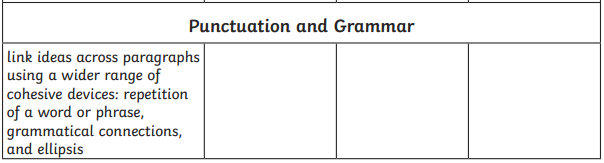 Punctuation and Grammar
link ideas across paragraphs
using a wider range of
cohesive devices: repetition
of a word or phrase,
grammatical connections,
and ellipsis